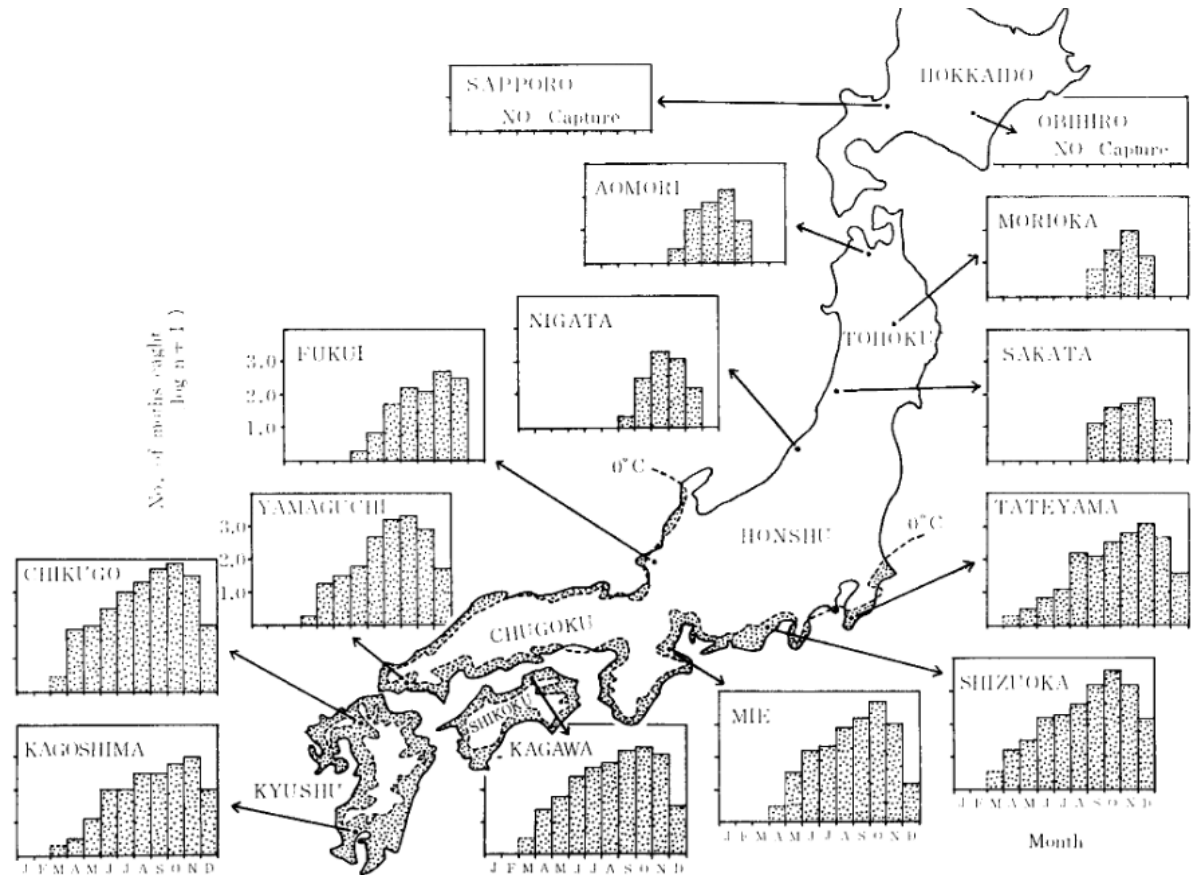 HOKKAIDO
SAPPORO
NO Capture
OBIHIRO
NO Capture
AOMORI
MORIOKA
NIGATA
TOHOKU
SAKATA
FUKUI
No. of moths caght
log n + 1 )
3.0
2.0
1.0
0°C
YAMAGUCHI
3.0
2.0
1.0
HONSHU
0°C
TATEYAMA
CHIKUGO
CHUGOKU
SHIKOKU
SHIZUOKA
J F M A M J J A S O N D
Month
MIE
J F M A M J J A S O N D
KAGAWA
J F M A M J J A S O N D
KAGOSHIMA
J F M A M J J A S O N D
KYUSHU